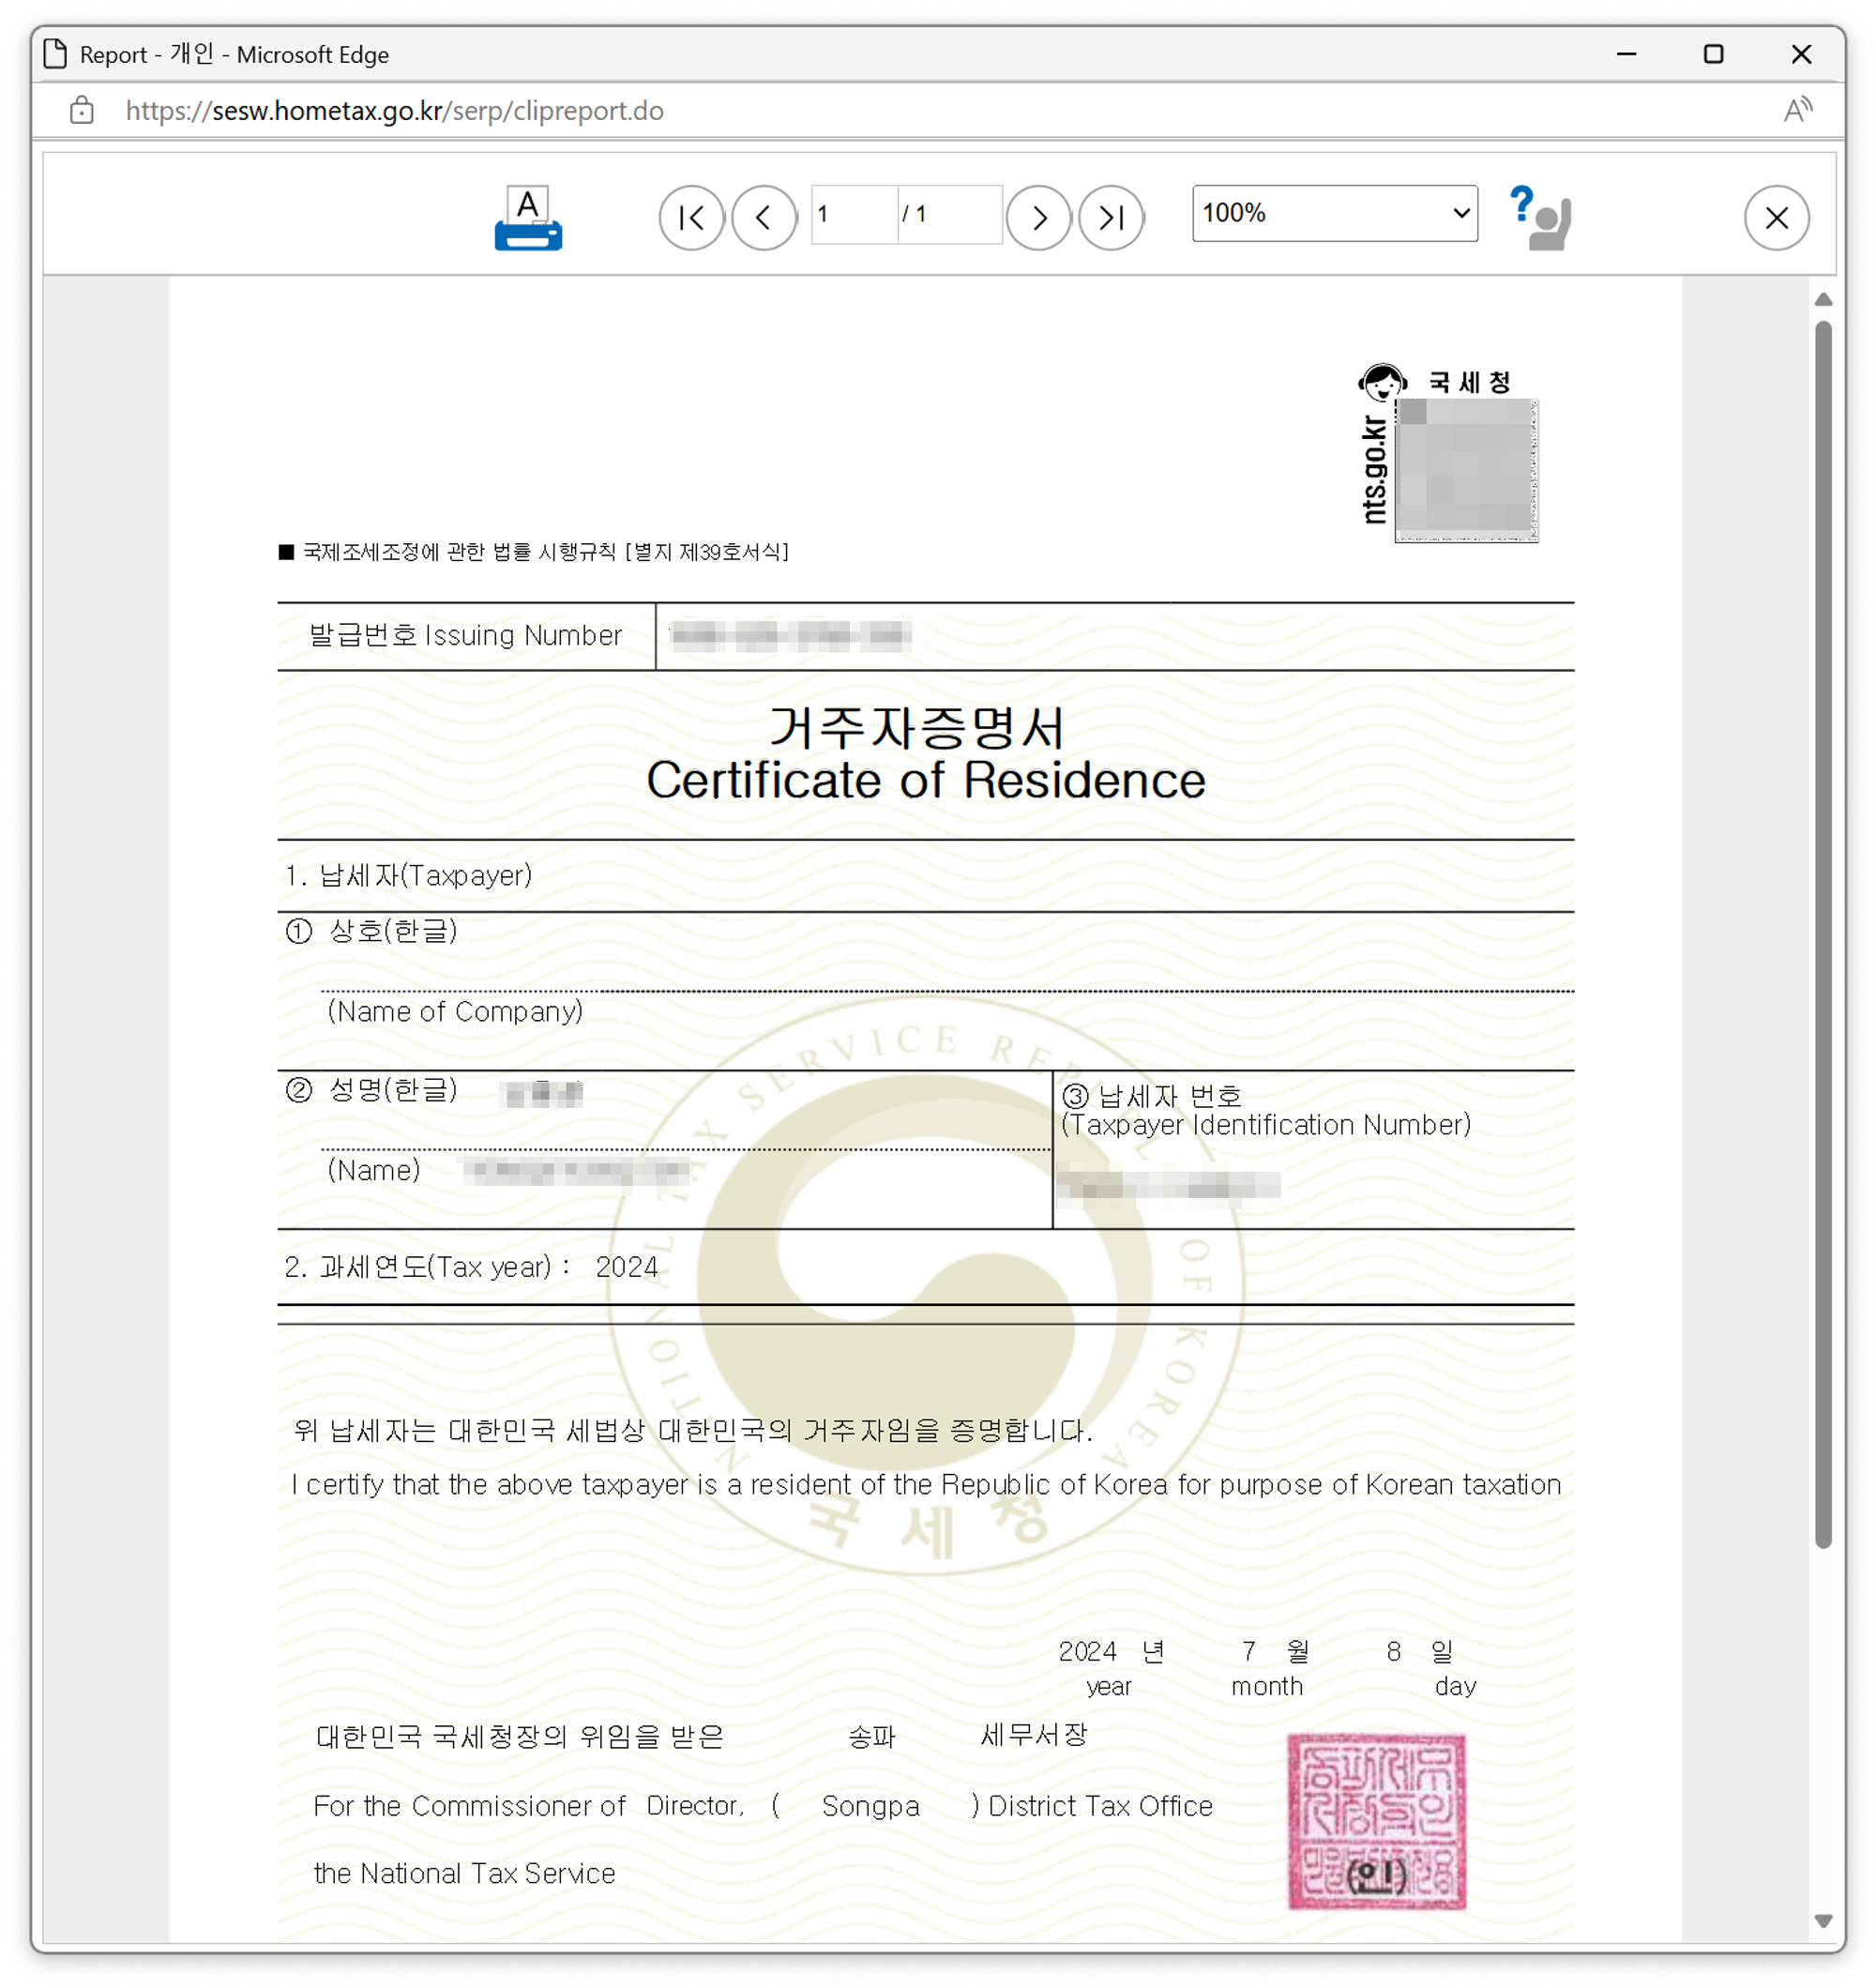 Report - 개인 - Microsoft Edge
https://sesw.hometax.go.kr/serp/clipreport.do
A
1 / 1
100%
?
국세청
nts.go.kr
■ 국제조세조정에 관한 법률 시행규칙 [별지 제39호서식]
발급번호 Issuing Number
거주자증명서
Certificate of Residence
1. 납세자(Taxpayer)
① 상호(한글)
(Name of Company)
② 성명(한글)
③ 납세자 번호
(Taxpayer Identification Number)
(Name)
2. 과세연도(Tax year) : 2024
NATIONAL TAX SERVICE REPUBLIC OF KOREA
위 납세자는 대한민국 세법상 대한민국의 거주자임을 증명합니다.
I certify that the above taxpayer is a resident of the Republic of Korea for purpose of Korean taxation
국세청
2024 년 7 월 8 일
year month day
대한민국 국세청장의 위임을 받은 송파 세무서장
For the Commissioner of Director, ( Songpa ) District Tax Office
the National Tax Service
(인)